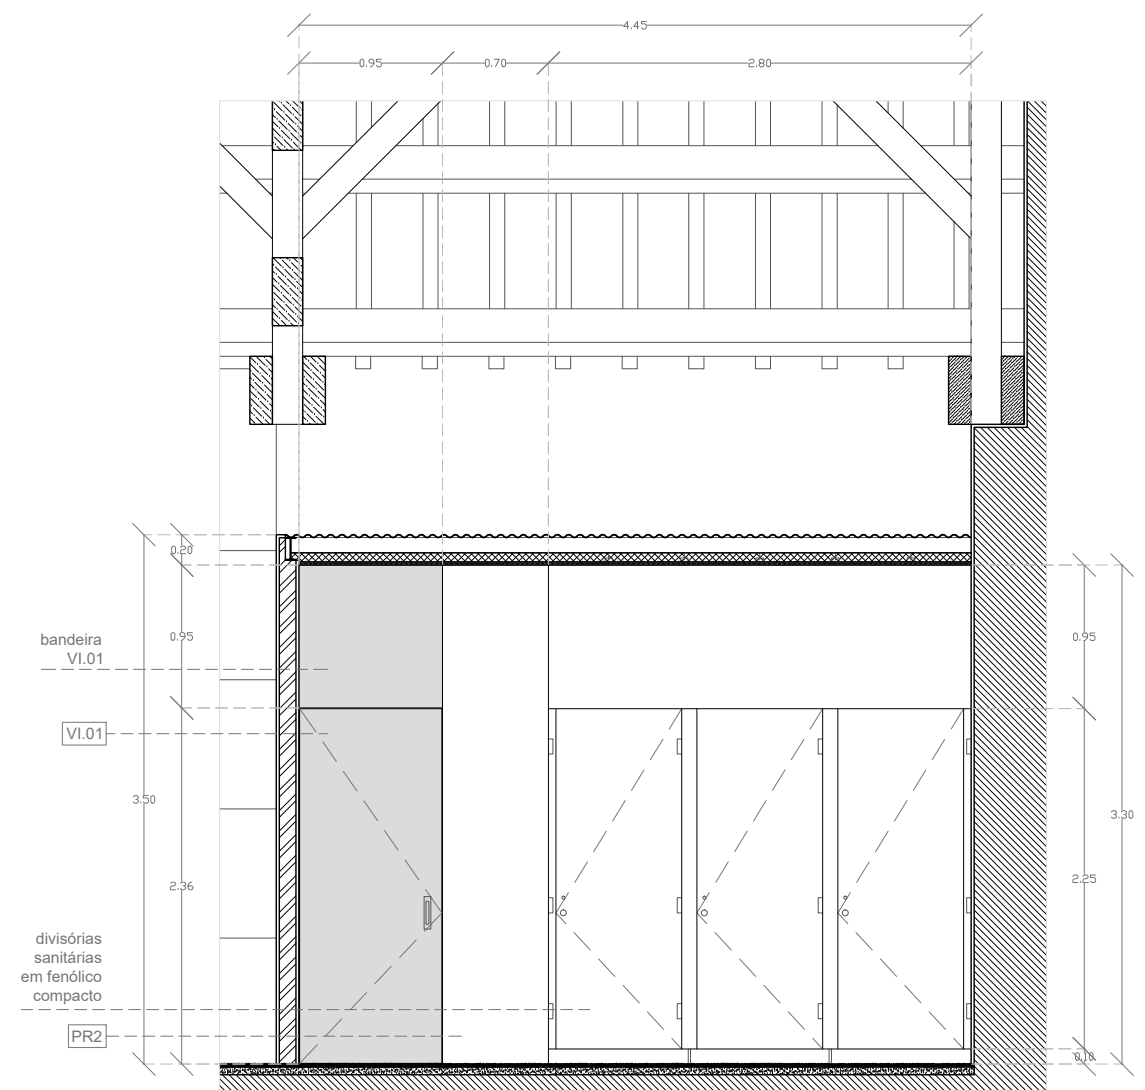 4.45
0.95
0.70
2.80
0.20
0.95
0.95
bandeira
VI.01
VI.01
3.50
3.30
2.36
2.25
divisórias
sanitárias
em fenólico
compacto
PR2
0.10